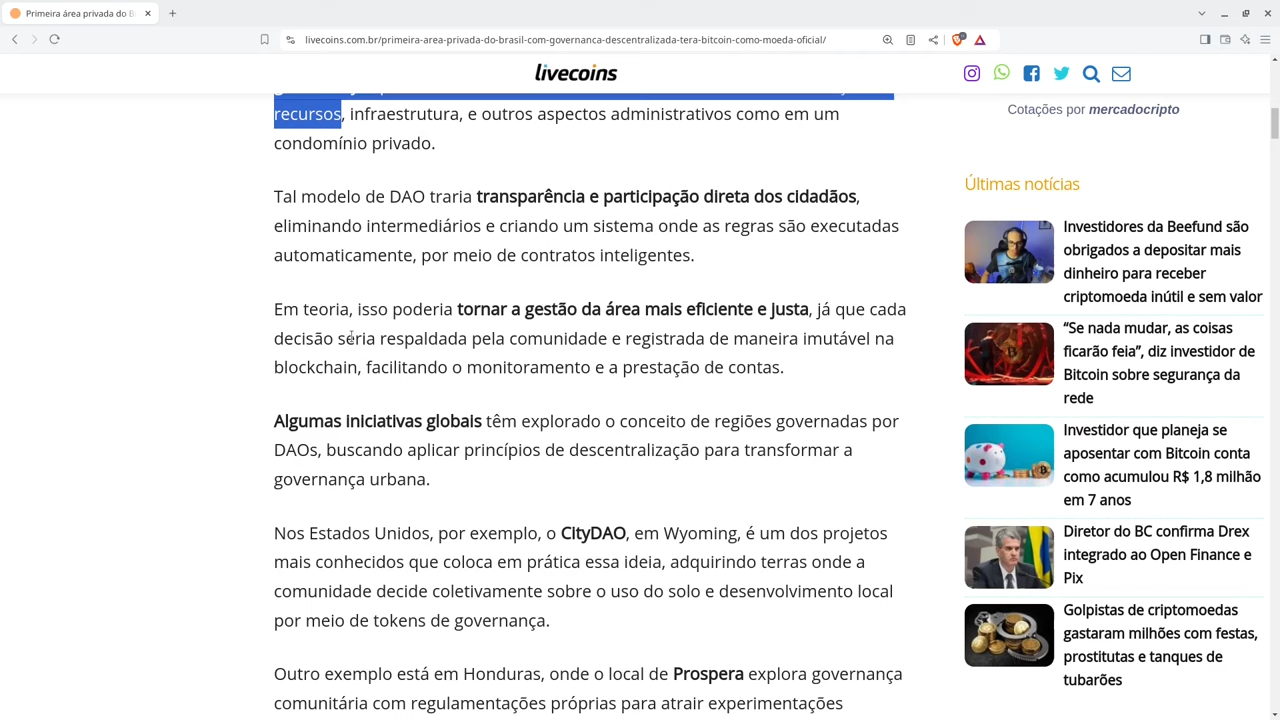 Primeira área privado do B
livecoins.com.br/primeira-area-privada-do-brasil-com-governanca-descentralizada-tera-bitcoin-como-moeda-oficial/
livecoins
recursos, infraestrutura, e outros aspectos administrativos como em um
condomínio privado.
Tal modelo de DAO traria transparência e participação direta dos cidadãos,
eliminando intermediários e criando um sistema onde as regras são executadas
automaticamente, por meio de contratos inteligentes.
Em teoria, isso poderia tornar a gestão da área mais eficiente e justa, já que cada
decisão seria respaldada pela comunidade e registrada de maneira imutável na
blockchain, facilitando o monitoramento e a prestação de contas.
Algumas iniciativas globais têm explorado o conceito de regiões governadas por
DAOs, buscando aplicar princípios de descentralização para transformar a
governança urbana.
Nos Estados Unidos, por exemplo, o CityDAO, em Wyoming, é um dos projetos
mais conhecidos que coloca em prática essa ideia, adquirindo terras onde a
comunidade decide coletivamente sobre o uso do solo e desenvolvimento local
por meio de tokens de governança.
Outro exemplo está em Honduras, onde o local de Prospera explora governança
comunitária com regulamentações próprias para atrair experimentações
Cotações por mercadocripto
Últimas notícias
Investidores da Beefund são
obrigados a depositar mais
dinheiro para receber
criptomoeda inútil e sem valor
“Se nada mudar, as coisas
ficarão feia”, diz investidor de
Bitcoin sobre segurança da
rede
Investidor que planeja se
aposentar com Bitcoin conta
como acumulou R$ 1,8 milhão
em 7 anos
Diretor do BC confirma Drex
integrado ao Open Finance e
Pix
Golpistas de criptomoedas
gastaram milhões com festas,
prostitutas e tanques de
tubarões